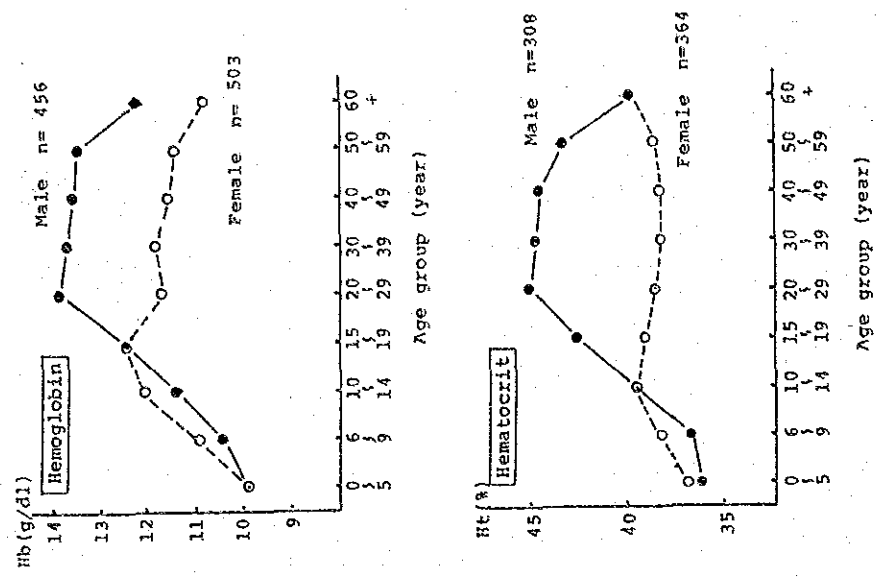 Hb(g/dl)
Hemoglobin
Male n= 456
Female n= 503
14
13
12
11
10
9
0 6 10 15 20 30 40 50 60
5 9 14 19 29 39 49 59 +
Age group (year)
Ht(%)
Hematocrit
Male n=308
Female n=364
45
40
35
0 6 10 15 20 30 40 50 60
5 9 14 19 29 39 49 59 +
Age group (year)